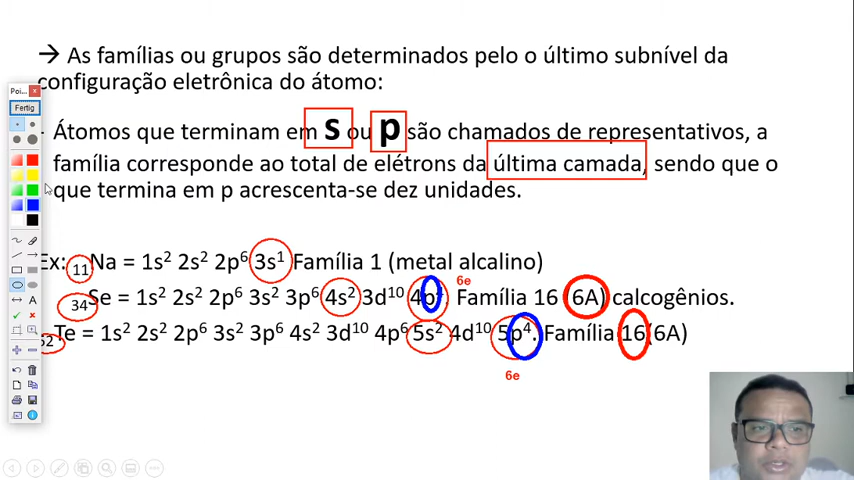 → As famílias ou grupos são determinados pelo o último subnível da
configuração eletrônica do átomo:
Poi...
Fertig
Átomos que terminam em s ou p são chamados de representativos, a
família corresponde ao total de elétrons da última camada, sendo que o
que termina em p acrescenta-se dez unidades.
Ex: 11 Na = 1s² 2s² 2p⁶ 3s¹ Família 1 (metal alcalino)
6e
34 Se = 1s² 2s² 2p⁶ 3s² 3p⁶ 4s² 3d¹⁰ 4p Família 16 (6A) calcogênios.
Te = 1s² 2s² 2p⁶ 3s² 3p⁶ 4s² 3d¹⁰ 4p⁶ 5s² 4d¹⁰ 5p⁴. Família 16 (6A)
6e